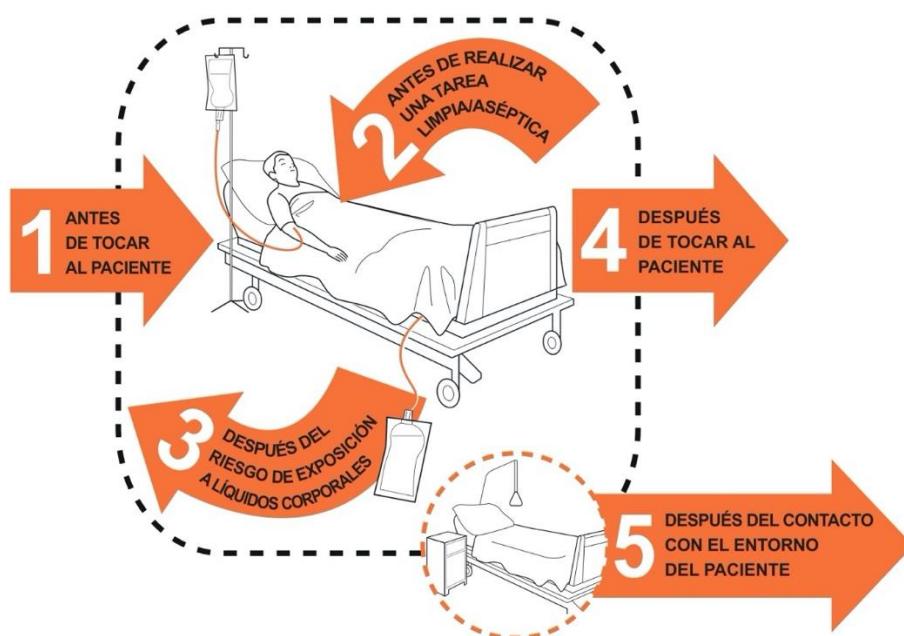 1
ANTES
DE TOCAR
AL PACIENTE
2
ANTES DE REALIZAR
UNA TAREA
LIMPIA/ASÉPTICA
3
DESPUÉS DEL
RIESGO DE EXPOSICIÓN
A LÍQUIDOS CORPORALES
4
DESPUÉS
DE TOCAR AL
PACIENTE
5
DESPUÉS DEL CONTACTO
CON EL ENTORNO
DEL PACIENTE